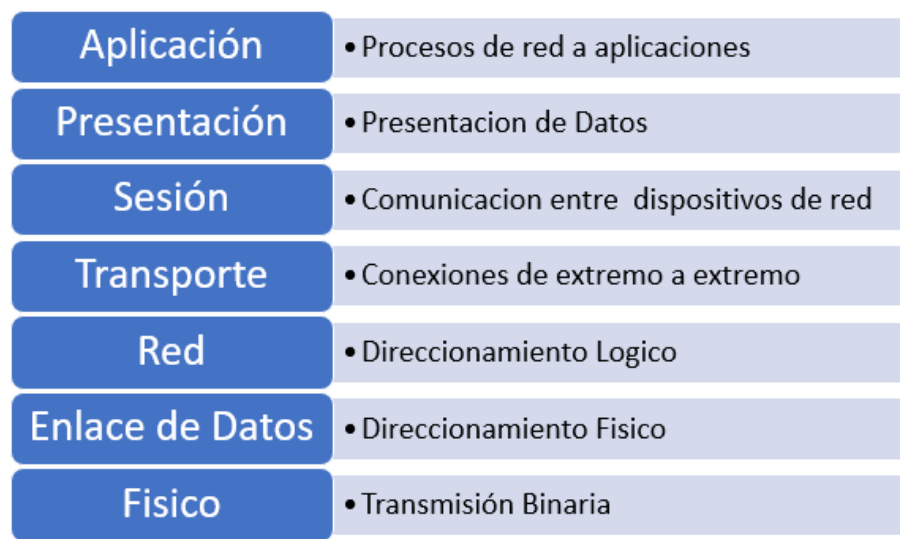 Aplicación
• Procesos de red a aplicaciones
Presentación
• Presentacion de Datos
Sesión
• Comunicacion entre dispositivos de red
Transporte
• Conexiones de extremo a extremo
Red
• Direccionamiento Logico
Enlace de Datos
• Direccionamiento Fisico
Fisico
• Transmisión Binaria